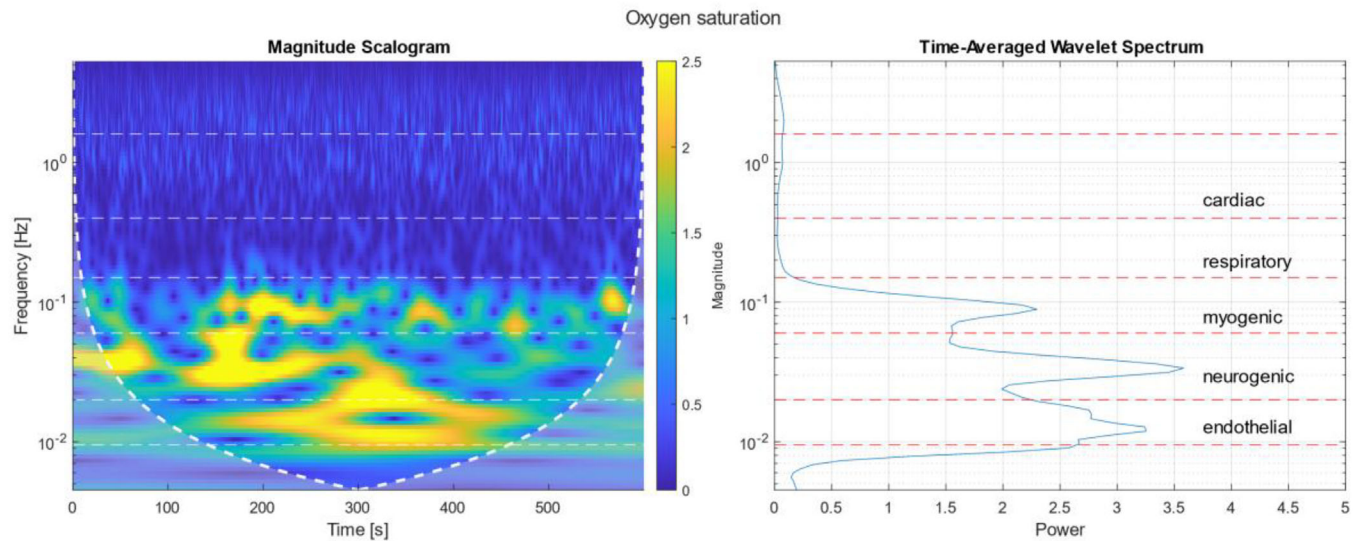 Oxygen saturation
Magnitude Scalogram
Frequency [Hz]
10^0
10^-1
10^-2
0 100 200 300 400 500
Time [s]
2.5
2
1.5
1
0.5
0
Magnitude
Time-Averaged Wavelet Spectrum
10^0
10^-1
10^-2
cardiac
respiratory
myogenic
neurogenic
endothelial
0 0.5 1 1.5 2 2.5 3 3.5 4 4.5 5
Power